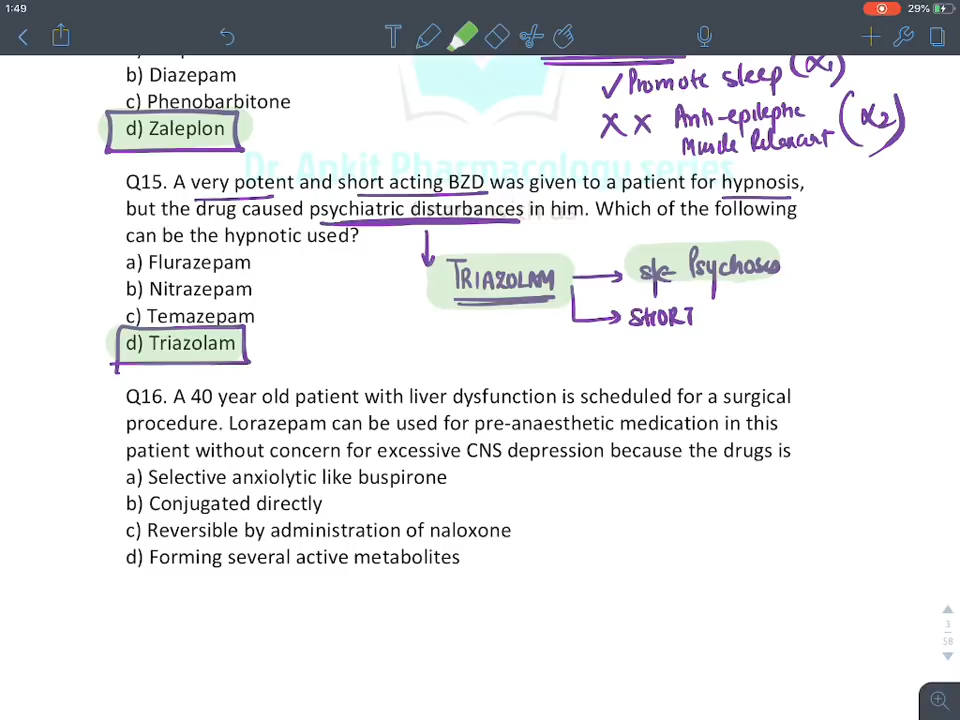 1:49
29%
b) Diazepam
c) Phenobarbitone
d) Zaleplon
✓ Promote sleep (α1)
X X Anti-epileptic
Muscle Relaxant (α2)
Dr. Ankit Pharmacology series
Q15. A very potent and short acting BZD was given to a patient for hypnosis,
but the drug caused psychiatric disturbances in him. Which of the following
can be the hypnotic used?
a) Flurazepam
b) Nitrazepam
c) Temazepam
d) Triazolam
TRIAZOLAM
s/e Psychosis
SHORT
Q16. A 40 year old patient with liver dysfunction is scheduled for a surgical
procedure. Lorazepam can be used for pre-anaesthetic medication in this
patient without concern for excessive CNS depression because the drugs is
a) Selective anxiolytic like buspirone
b) Conjugated directly
c) Reversible by administration of naloxone
d) Forming several active metabolites
3
58